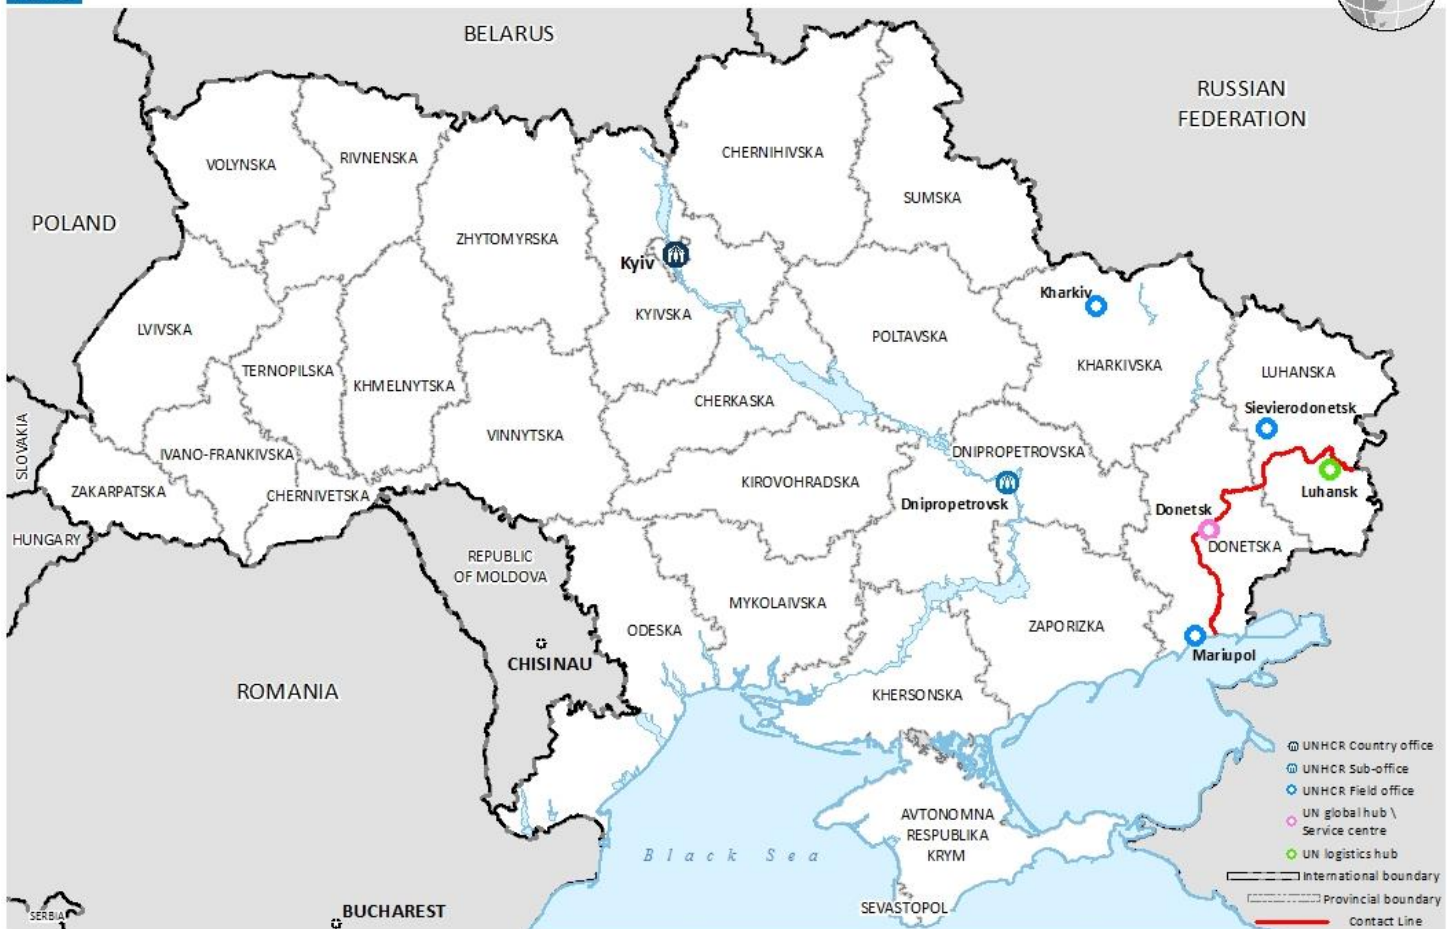 BELARUS
RUSSIAN
FEDERATION
POLAND
VOLYNSKA
RIVNENSKA
CHERNIHIVSKA
SUMSKA
ZHYTOMYRSKA
Kyiv
KYIVSKA
Kharkiv
LVIVSKA
POLTAVSKA
KHARKIVSKA
TERNOPILSKA
KHMELNYTSKA
LUHANSKA
CHERKASKA
Sievierodonetsk
SLOVAKIA
VINNYTSKA
IVANO-FRANKIVSKA
DNIPROPETROVSKA
ZAKARPATSKA
CHERNIVETSKA
KIROVOHRADSKA
Dnipropetrovsk
Luhansk
Donetsk
HUNGARY
DONETSKA
REPUBLIC
OF MOLDOVA
MYKOLAIVSKA
ODESKA
ZAPORIZKA
CHISINAU
Mariupol
ROMANIA
KHERSONSKA
AVTONOMNA
RESPUBLIKA
KRYM
Black Sea
SEVASTOPOL
SERBIA
BUCHAREST
UNHCR Country office
UNHCR Sub-office
UNHCR Field office
UN global hub \
Service centre
UN logistics hub
International boundary
Provincial boundary
Contact Line